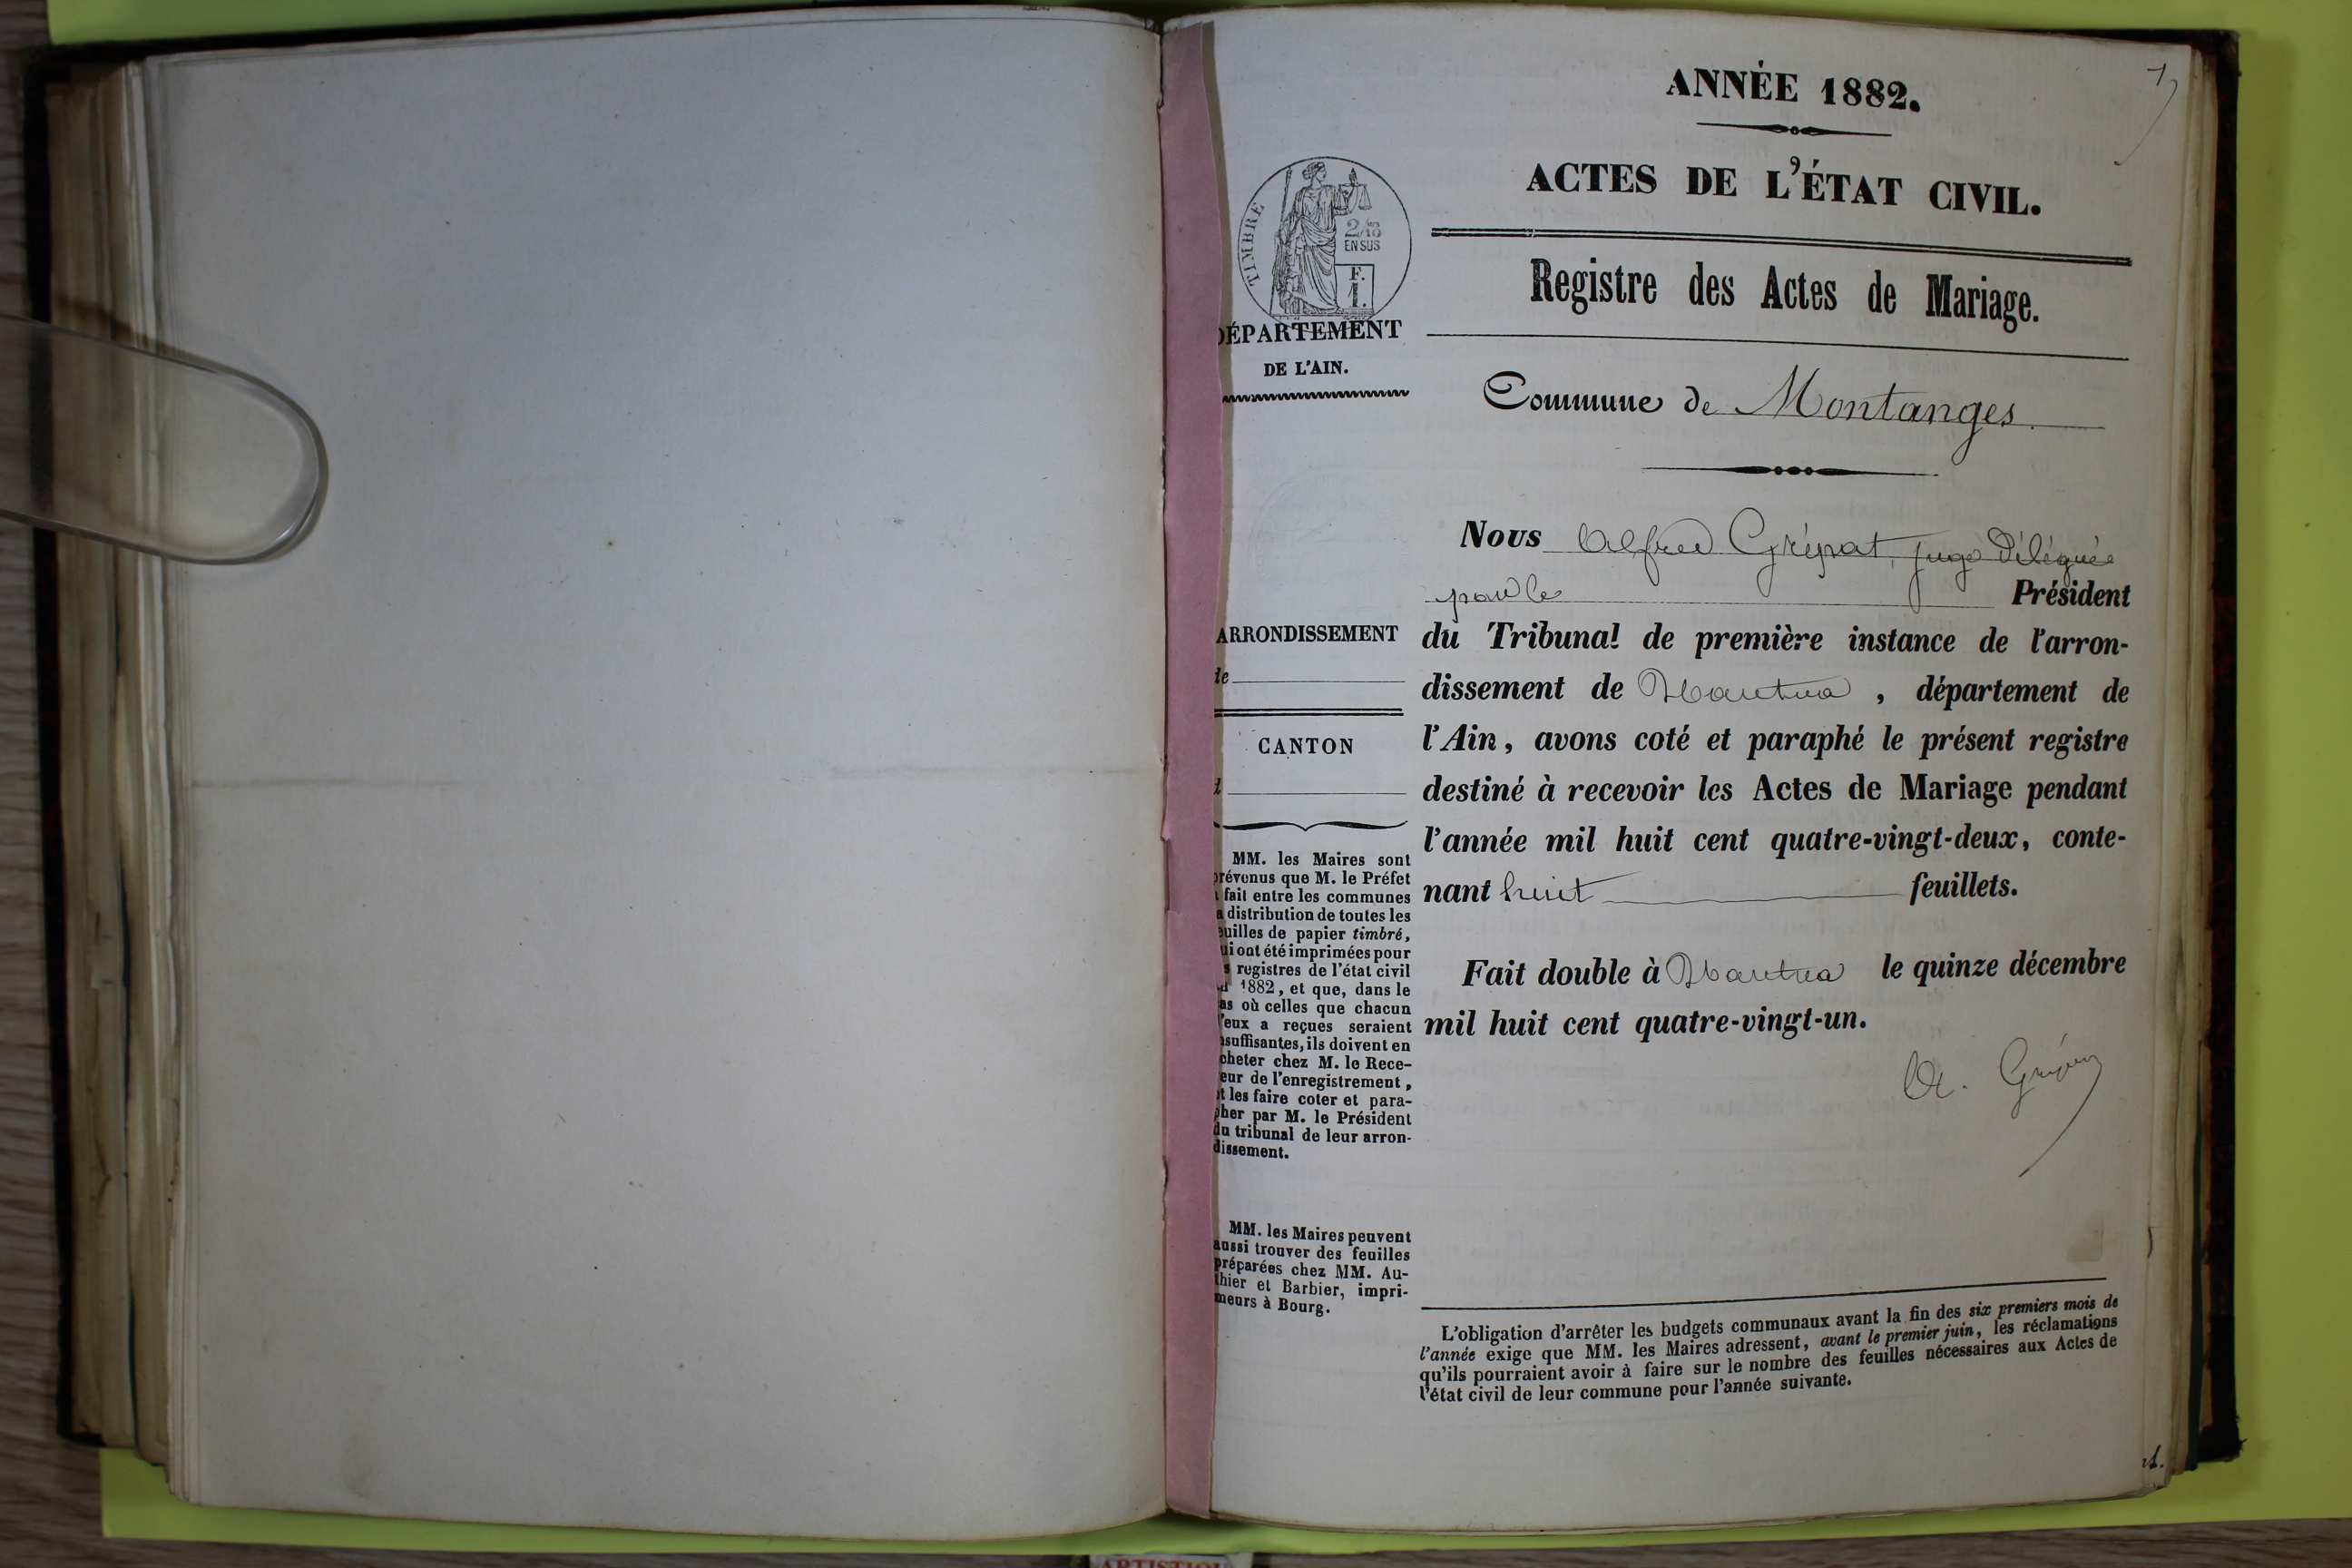 ANNÉE 1882.
ACTES DE L'ÉTAT CIVIL.
Registre des Actes de Mariage.
Commune de Montanges
TIMBRE
2/10
EN SUS
F.
1.
DÉPARTEMENT
DE L'AIN.
ARRONDISSEMENT
de
CANTON
d
MM. les Maires sont
prévenus que M. le Préfet
a fait entre les communes
la distribution de toutes les
feuilles de papier timbré,
qui ont été imprimées pour
registres de l'état civil
1882, et que, dans le
cas où celles que chacun
d'eux a reçues seraient
insuffisantes, ils doivent en
acheter chez M. le Rece-
veur de l'enregistrement,
et les faire coter et para-
pher par M. le Président
du tribunal de leur arron-
dissement.
MM. les Maires peuvent
aussi trouver des feuilles
préparées chez MM. Au-
thier et Barbier, impri-
meurs à Bourg.
Nous Alfred Grépat, juge délégué
par le Président
du Tribunal de première instance de l'arron-
dissement de Nantua, département de
l'Ain, avons coté et paraphé le présent registre
destiné à recevoir les Actes de Mariage pendant
l'année mil huit cent quatre-vingt-deux, conte-
nant huit feuillets.
Fait double à Nantua le quinze décembre
mil huit cent quatre-vingt-un.
L'obligation d'arrêter les budgets communaux avant la fin des six premiers mois de
l'année exige que MM. les Maires adressent, avant le premier juin, les réclamations
qu'ils pourraient avoir à faire sur le nombre des feuilles nécessaires aux Actes de
l'état civil de leur commune pour l'année suivante.